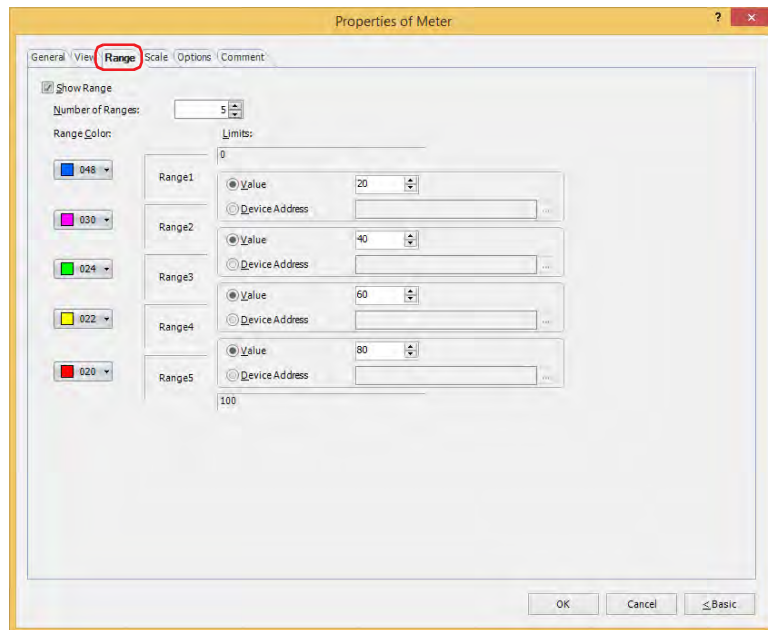 Properties of Meter
?
General View Range Scale Options Comment
Show Range
Number of Ranges: 5
Range Color: Limits:
0
048
Range1
Value 20
Device Address ...
030
Range2
Value 40
Device Address ...
024
Range3
Value 60
Device Address ...
022
Range4
Value 80
Device Address ...
020
Range5
100
OK Cancel < Basic